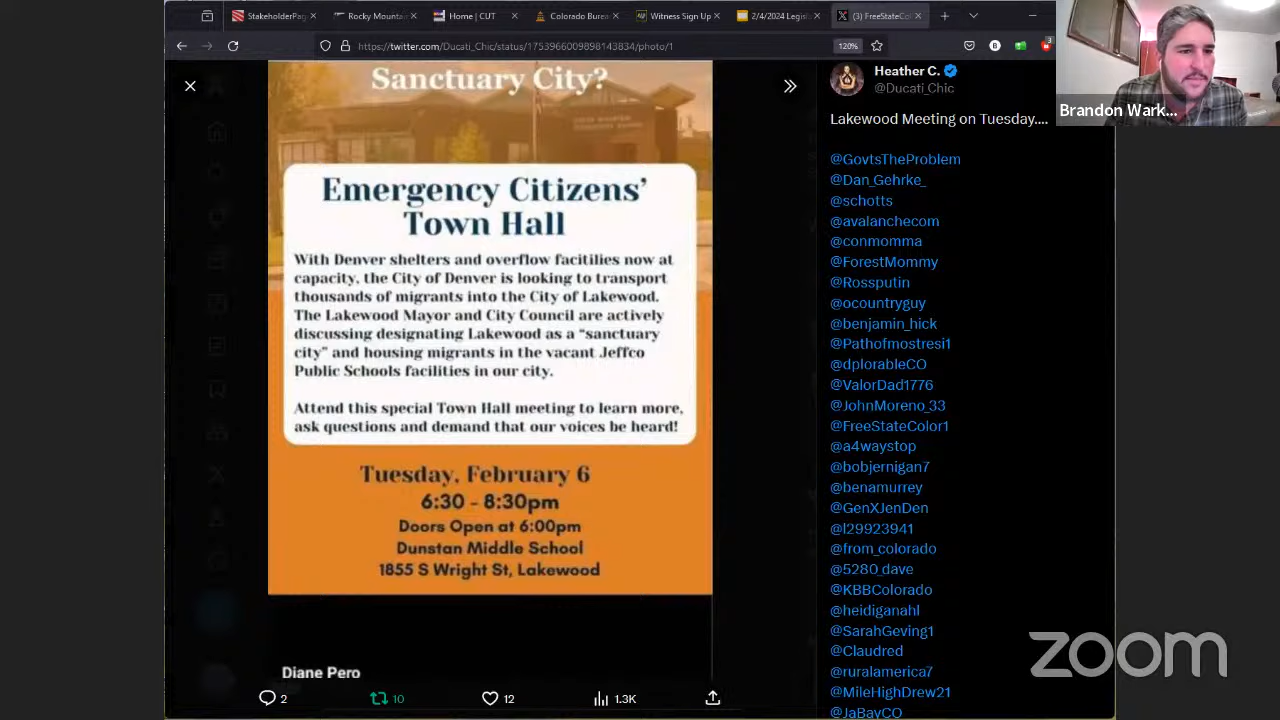 StakeholderPag
Rocky Mountai
Home | CUT
Colorado Burea
Witness Sign Up
2/4/2024 Legisl
(3) FreeStateCol
https://twitter.com/Ducati_Chic/status/1753966009898143834/photo/1
120%
3
Sanctuary City?
Emergency Citizens'
Town Hall
With Denver shelters and overflow facitilies now at
capacity, the City of Denver is looking to transport
thousands of migrants into the City of Lakewood.
The Lakewood Mayor and City Council are actively
discussing designating Lakewood as a “sanctuary
city” and housing migrants in the vacant Jeffco
Public Schools facilities in our city.
Attend this special Town Hall meeting to learn more,
ask questions and demand that our voices be heard!
Tuesday, February 6
6:30 - 8:30pm
Doors Open at 6:00pm
Dunstan Middle School
1855 S Wright St, Lakewood
Diane Pero
2
10
12
1.3K
Heather C.
@Ducati_Chic
Lakewood Meeting on Tuesday....
@GovtsTheProblem
@Dan_Gehrke_
@schotts
@avalanchecom
@conmomma
@ForestMommy
@Rossputin
@ocountryguy
@benjamin_hick
@Pathofmostresi1
@dplorableCO
@ValorDad1776
@JohnMoreno_33
@FreeStateColor1
@a4waystop
@bobjernigan7
@benamurrey
@GenXJenDen
@l29923941
@from_colorado
@5280_dave
@KBBColorado
@heidiganahl
@SarahGeving1
@Claudred
@ruralamerica7
@MileHighDrew21
@JaBayCO
Brandon Wark...
zoom